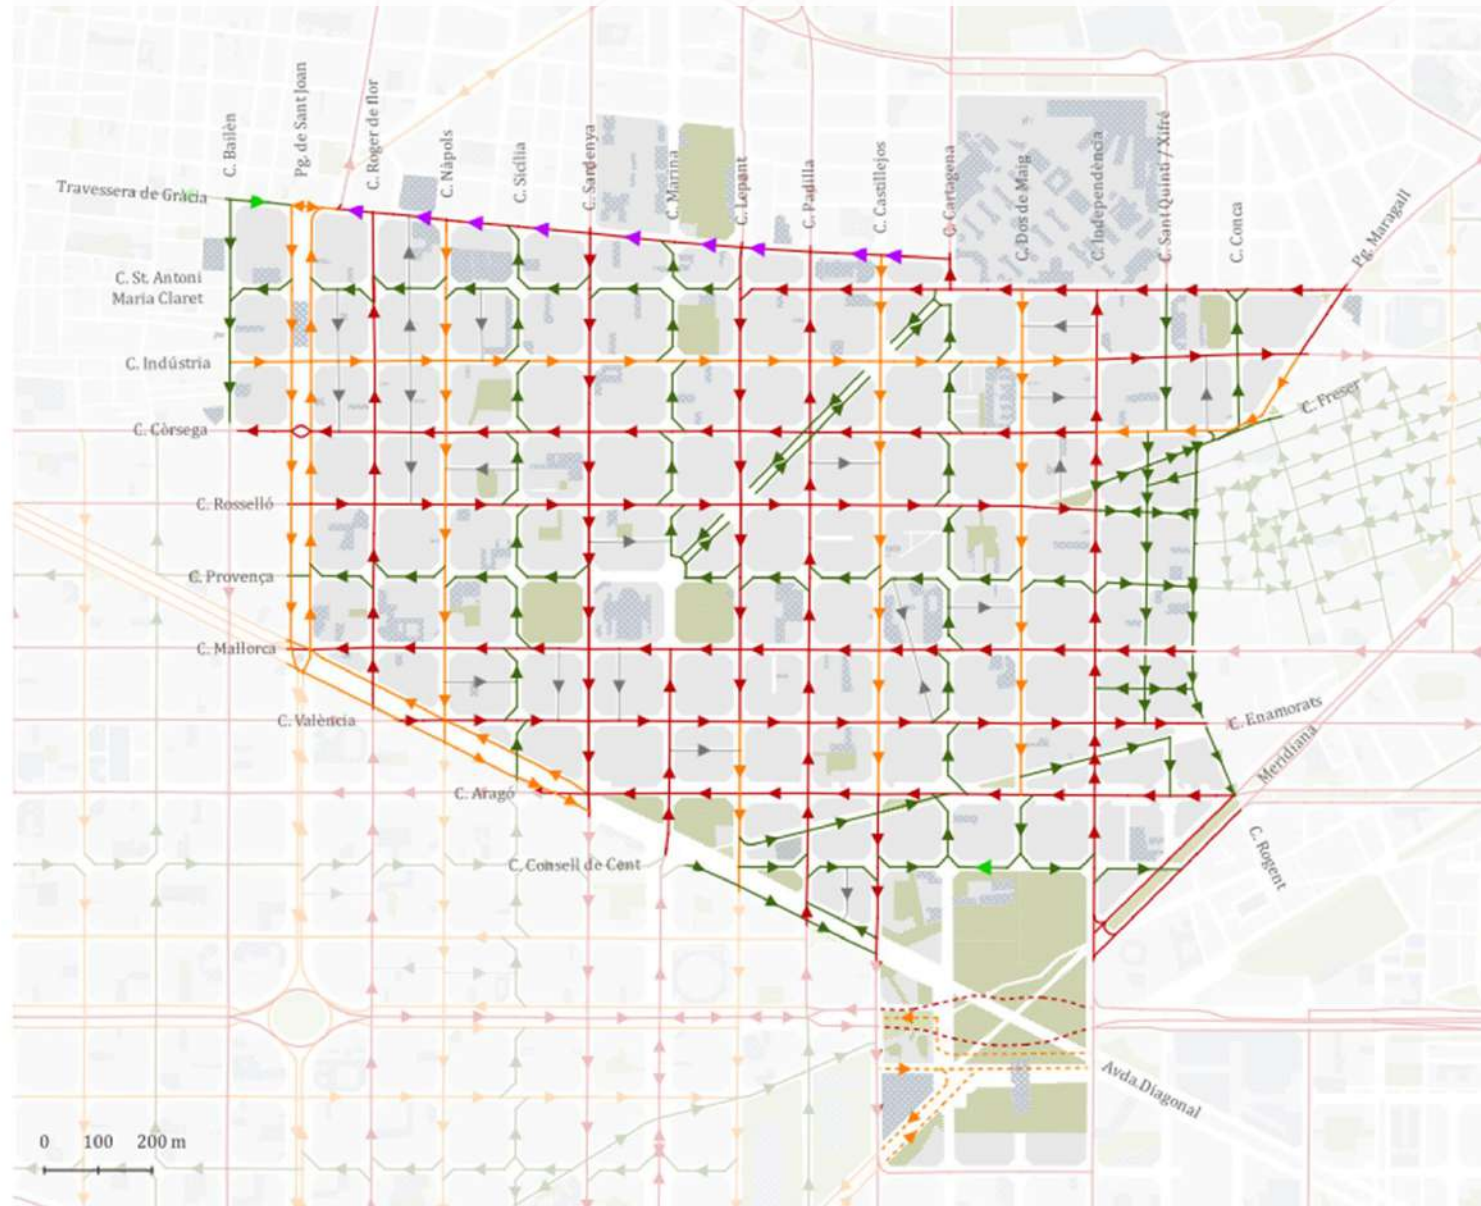 C. Bailèn
Pg. de Sant Joan
C. Roger de flor
C. Nàpols
C. Sicília
C. Sardenya
C. Marina
C. Lepant
C. Padilla
C. Castillejos
C. Cartagena
C. Dos de Maig
C. Independència
C. Sant Quintí / Xifré
C. Conca
Pg. Maragall
Travessera de Gràcia
C. St. Antoni
Maria Claret
C. Indústria
C. Freser
C. Còrsega
C. Rosselló
C. Provença
C. Mallorca
C. València
C. Enamorats
Meridiana
C. Aragó
C. Consell de Cent
C. Rogent
Avda.Diagonal
0 100 200 m